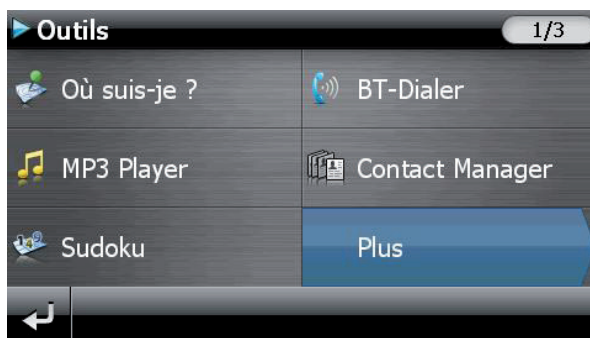 Outils
1/3
Où suis-je ?
BT-Dialer
MP3 Player
Contact Manager
Sudoku
Plus